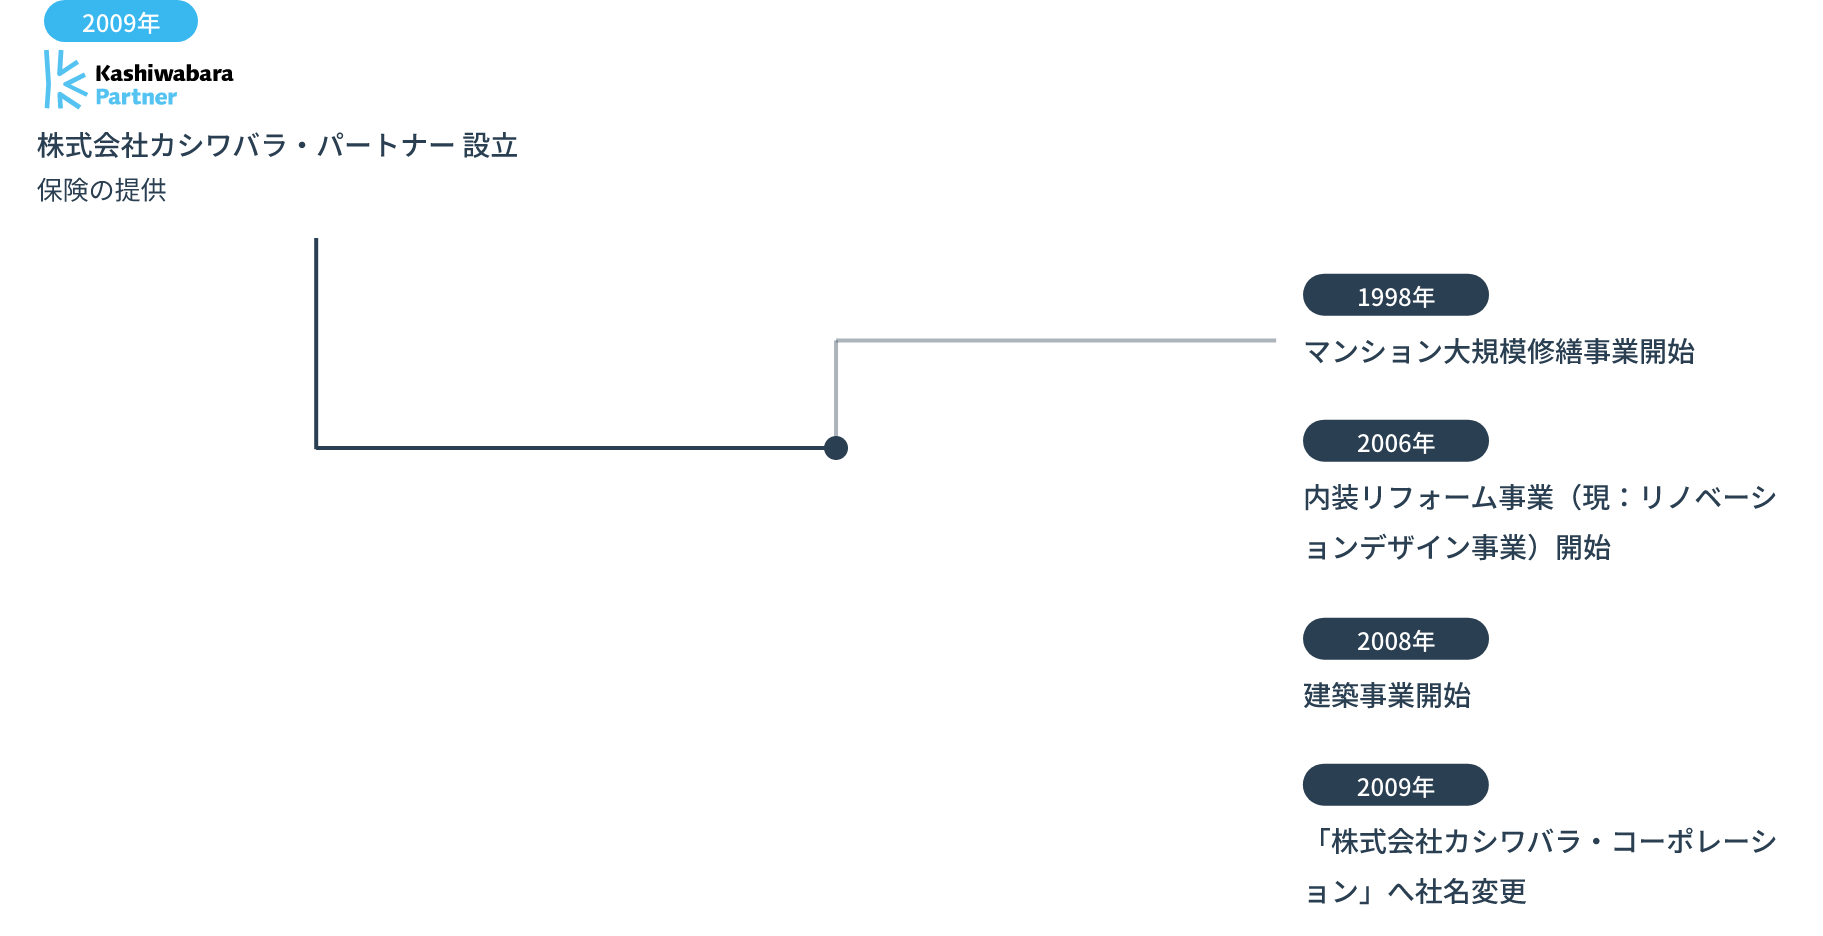 2009年
Kashiwabara
Partner
株式会社カシワバラ・パートナー 設立
保険の提供
1998年
マンション大規模修繕事業開始
2006年
内装リフォーム事業（現：リノベーシ
ョンデザイン事業）開始
2008年
建築事業開始
2009年
「株式会社カシワバラ・コーポレーシ
ョン」へ社名変更